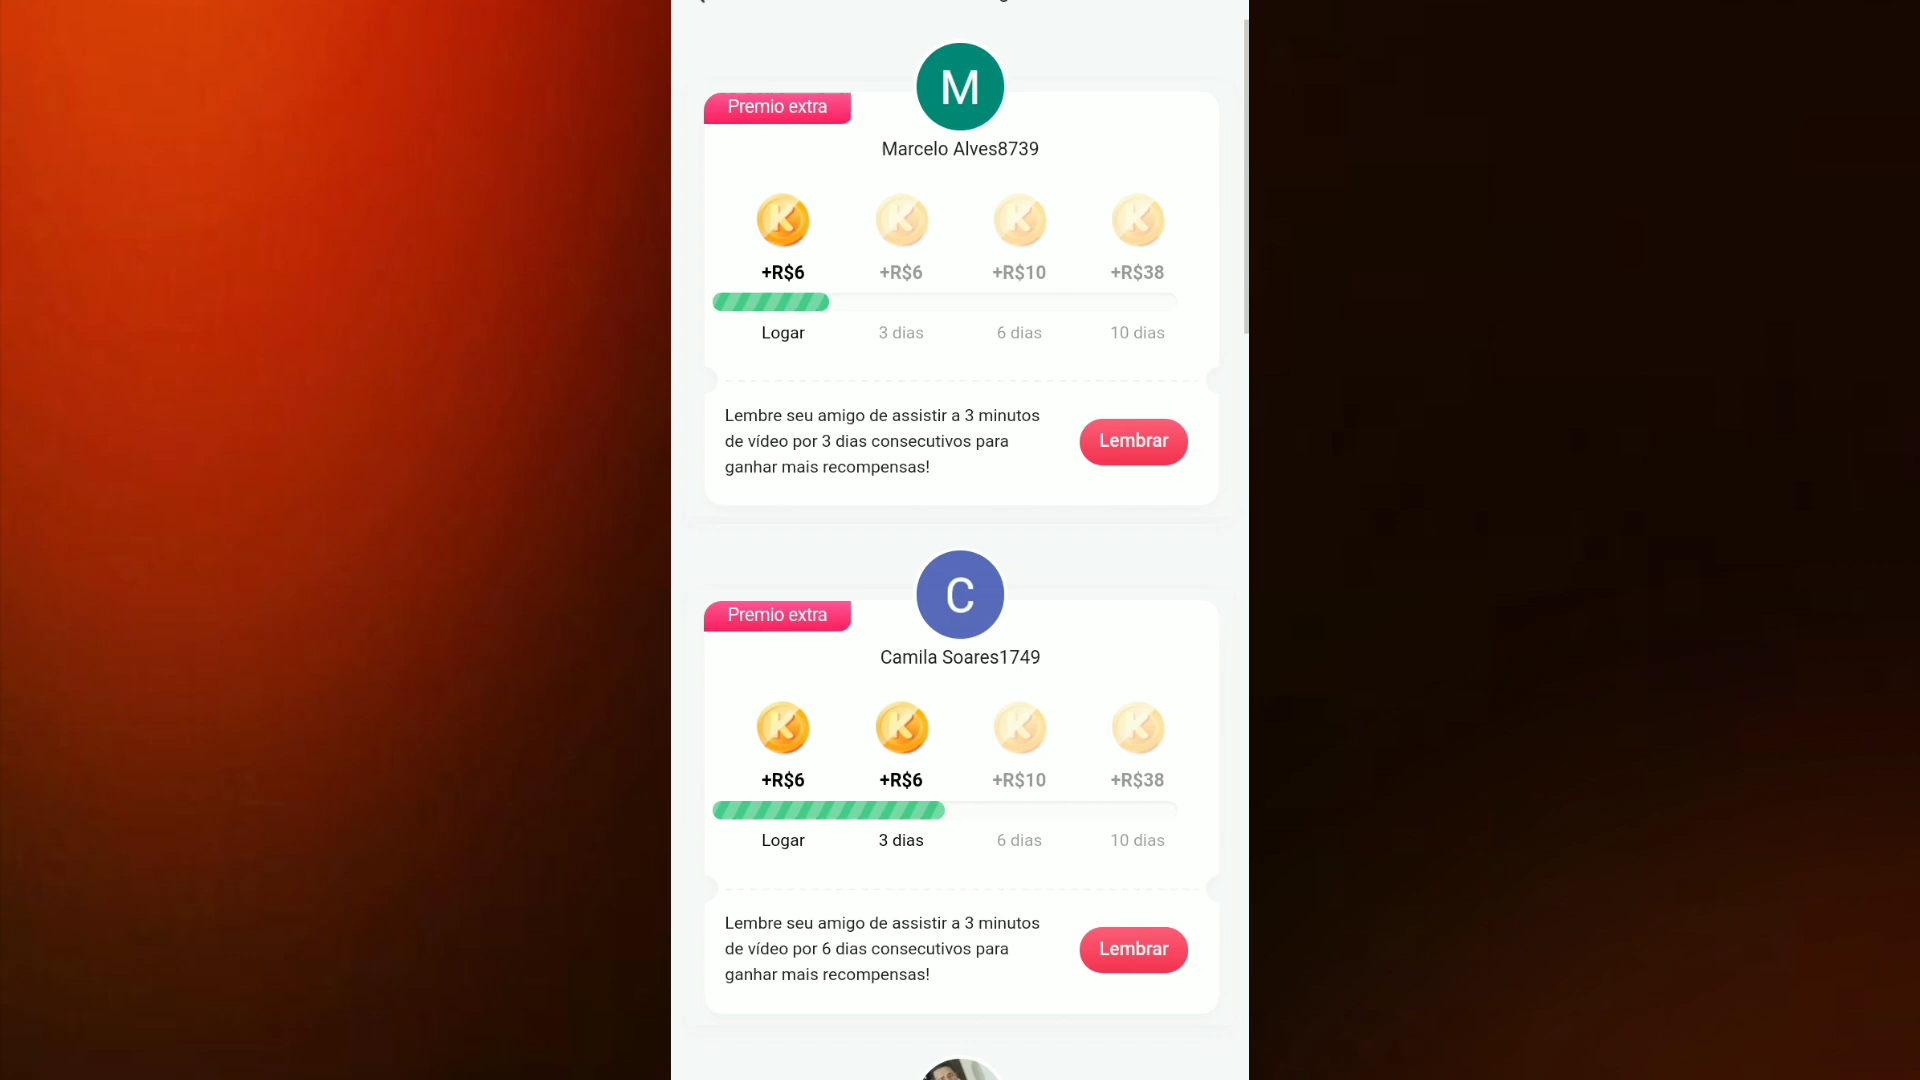 M
Premio extra
Marcelo Alves8739
K K K K
+R$6 +R$6 +R$10 +R$38
Logar 3 dias 6 dias 10 dias
Lembre seu amigo de assistir a 3 minutos
de vídeo por 3 dias consecutivos para
ganhar mais recompensas!
Lembrar
C
Premio extra
Camila Soares1749
K K K K
+R$6 +R$6 +R$10 +R$38
Logar 3 dias 6 dias 10 dias
Lembre seu amigo de assistir a 3 minutos
de vídeo por 6 dias consecutivos para
ganhar mais recompensas!
Lembrar